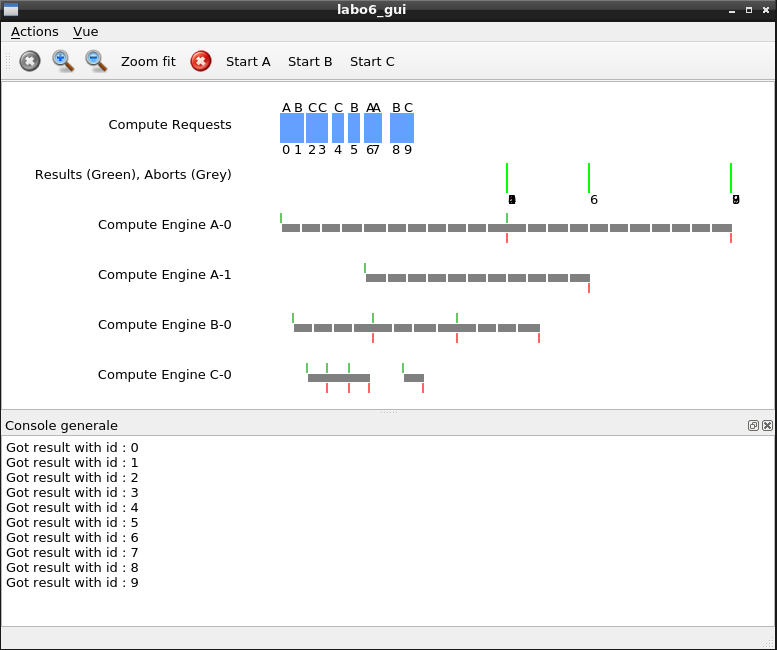 labo6_gui
Actions Vue
Zoom fit Start A Start B Start C
A B C C C B A A B C
Compute Requests
0 1 2 3 4 5 6 7 8 9
Results (Green), Aborts (Grey)
6
Compute Engine A-0
Compute Engine A-1
Compute Engine B-0
Compute Engine C-0
Console generale
Got result with id : 0
Got result with id : 1
Got result with id : 2
Got result with id : 3
Got result with id : 4
Got result with id : 5
Got result with id : 6
Got result with id : 7
Got result with id : 8
Got result with id : 9